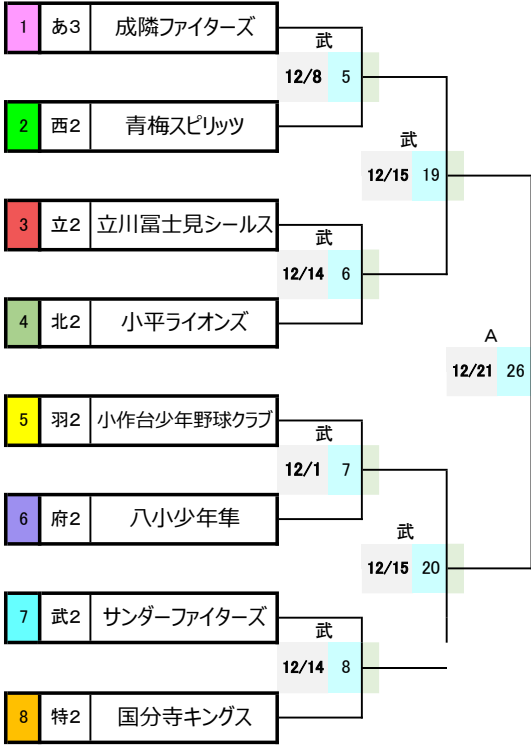 1 あ3 成隣ファイターズ
武
12/8 5
2 西2 青梅スピリッツ
武
12/15 19
3 立2 立川冨士見シールス
武
12/14 6
4 北2 小平ライオンズ
A
12/21 26
5 羽2 小作台少年野球クラブ
武
12/1 7
6 府2 八小少年隼
武
12/15 20
7 武2 サンダーファイターズ
武
12/14 8
8 特2 国分寺キングス